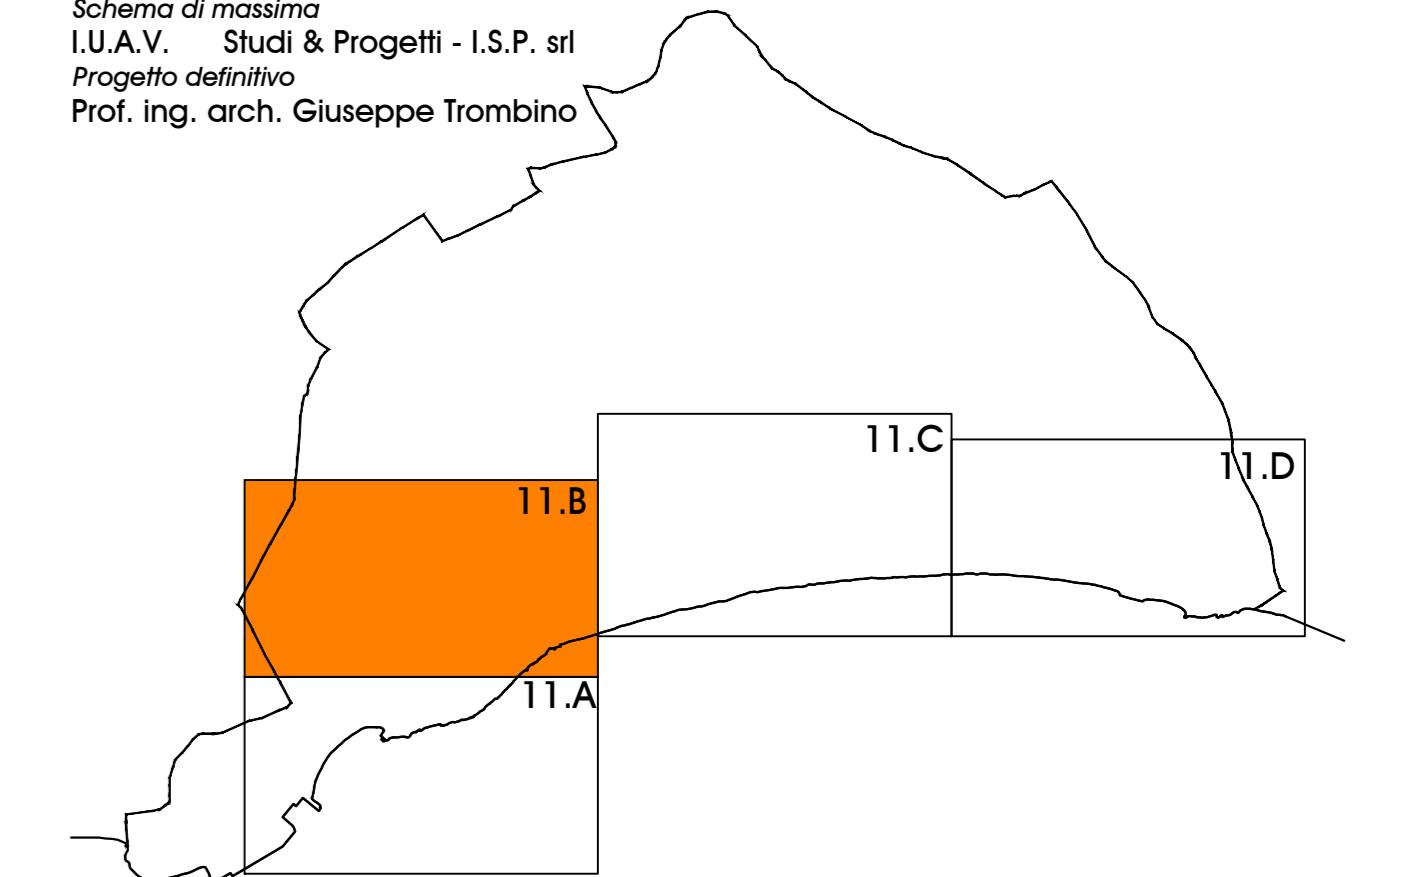 Schema di massima
I.U.A.V. Studi & Progetti - I.S.P. srl
Progetto definitivo
Prof. ing. arch. Giuseppe Trombino
11.C
11.D
11.B
11.A